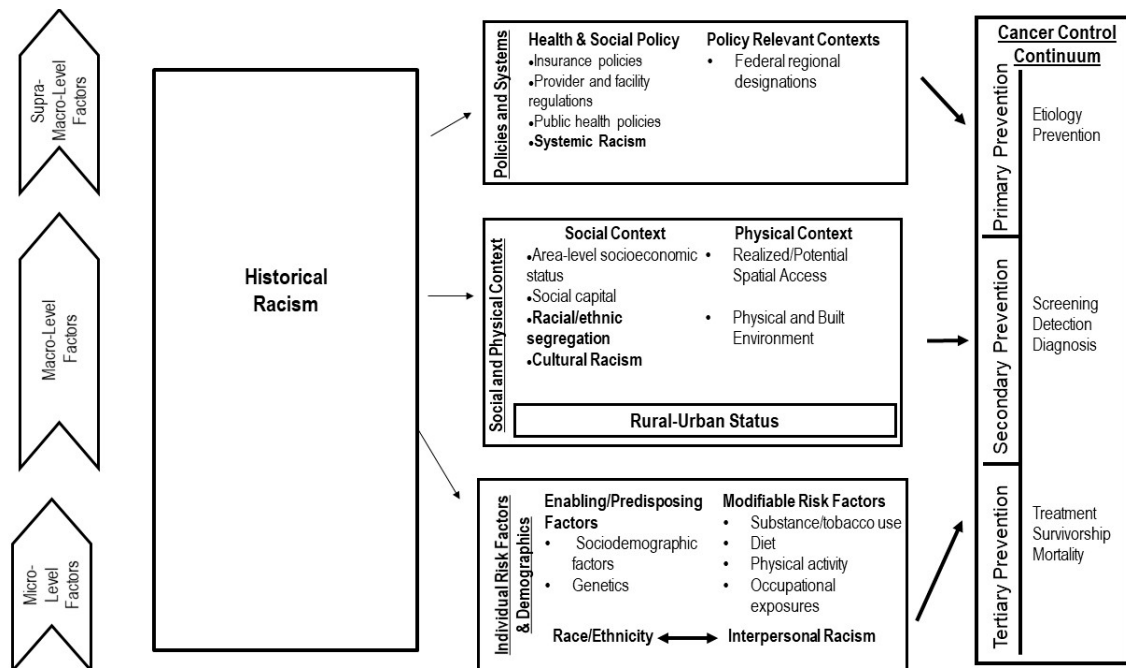 Supra-
Macro-Level
Factors
Macro-Level
Factors
Micro-
Level
Factors
Historical
Racism
Policies and Systems
Health & Social Policy
•Insurance policies
•Provider and facility
regulations
•Public health policies
•Systemic Racism
Policy Relevant Contexts
• Federal regional
designations
Social and Physical Context
Social Context
•Area-level socioeconomic
status
•Social capital
•Racial/ethnic
segregation
•Cultural Racism
Physical Context
• Realized/Potential
Spatial Access
• Physical and Built
Environment
Rural-Urban Status
Individual Risk Factors
& Demographics
Enabling/Predisposing
Factors
• Sociodemographic
factors
• Genetics
Modifiable Risk Factors
• Substance/tobacco use
• Diet
• Physical activity
• Occupational
exposures
Race/Ethnicity
Interpersonal Racism
Cancer Control
Continuum
Primary Prevention
Etiology
Prevention
Secondary Prevention
Screening
Detection
Diagnosis
Tertiary Prevention
Treatment
Survivorship
Mortality